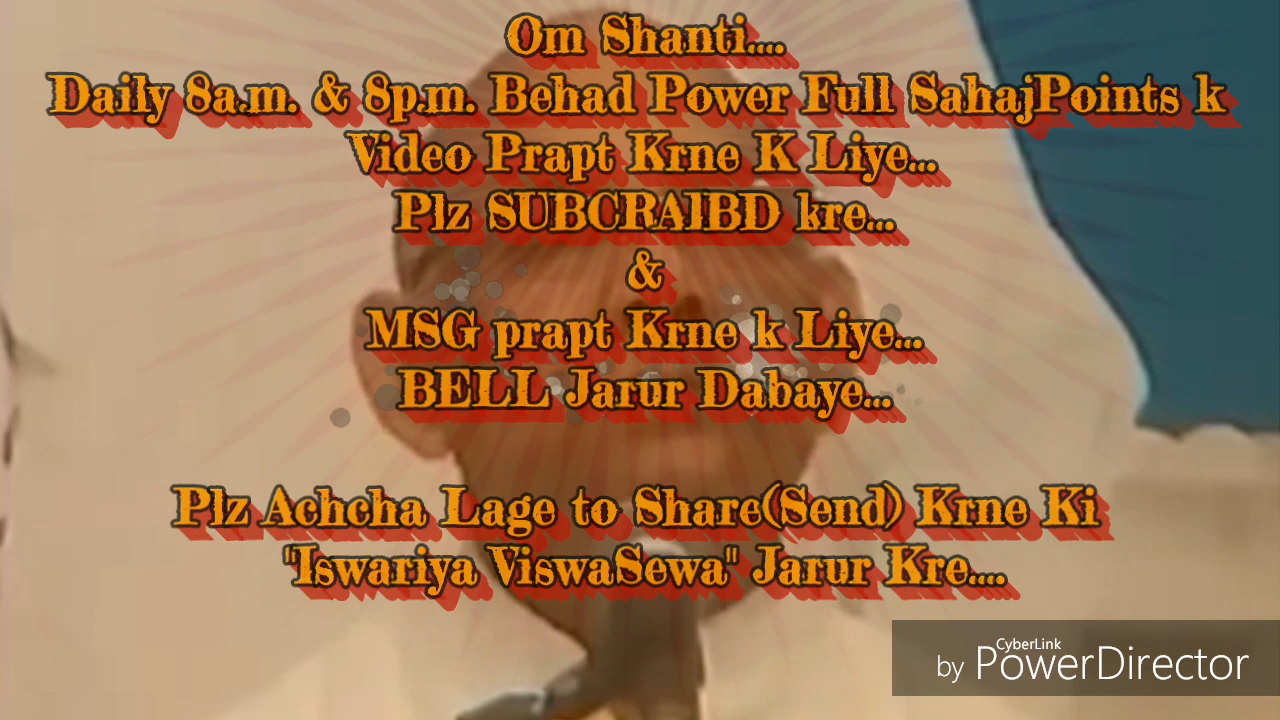 Om Shanti....
Daily 8a.m. & 8p.m. Behad Power Full SahajPoints k
Video Prapt Krne K Liye...
Plz SUBCRAIBD kre...
&
MSG prapt Krne k Liye...
BELL Jarur Dabaye...
Plz Achcha Lage to Share(Send) Krne Ki
"Iswariya ViswaSewa" Jarur Kre....
CyberLink
by PowerDirector